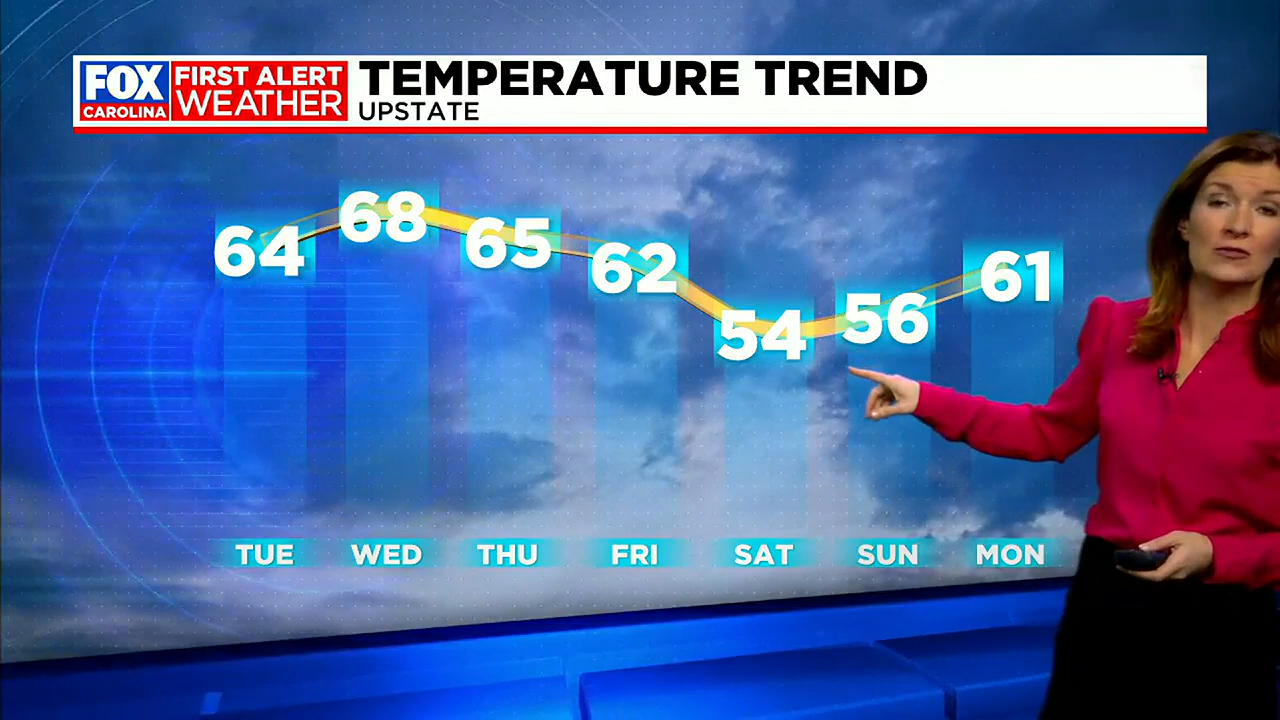 FOX
CAROLINA
FIRST ALERT
WEATHER
TEMPERATURE TREND
UPSTATE
64 68 65 62 54 56 61
TUE WED THU FRI SAT SUN MON